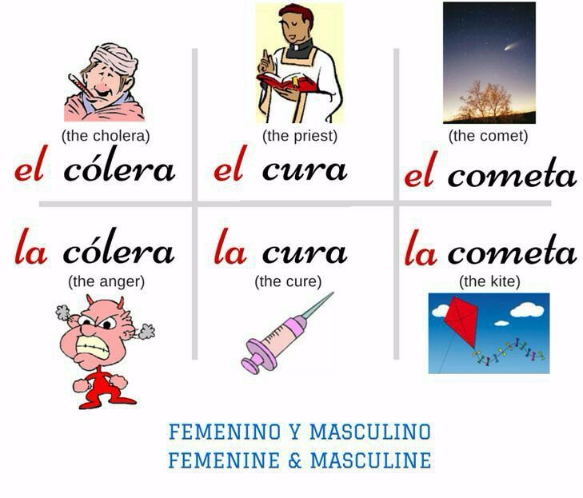 (the cholera)
el cólera
(the priest)
el cura
(the comet)
el cometa
la cólera
(the anger)
la cura
(the cure)
la cometa
(the kite)
FEMENINO Y MASCULINO
FEMENINE & MASCULINE